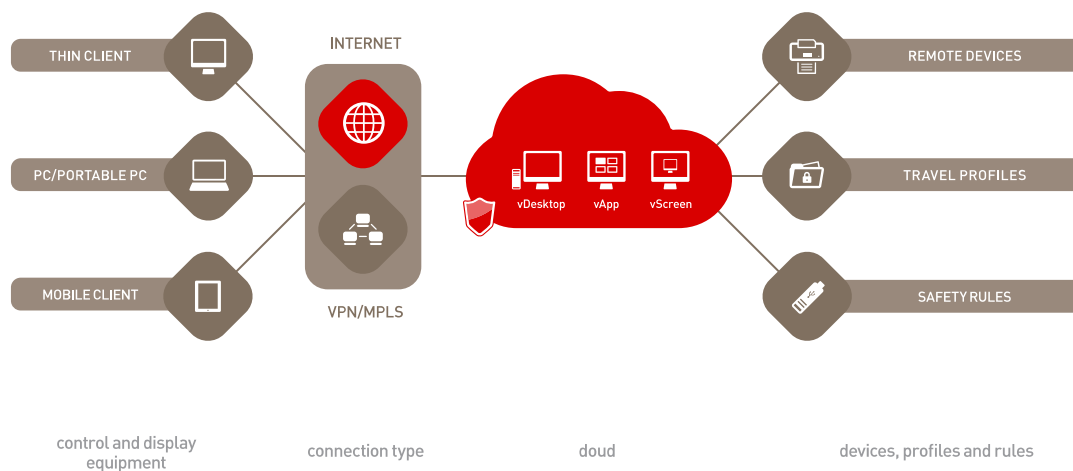 THIN CLIENT
PC/PORTABLE PC
MOBILE CLIENT
INTERNET
VPN/MPLS
vDesktop vApp vScreen
REMOTE DEVICES
TRAVEL PROFILES
SAFETY RULES
control and display
equipment
connection type
doud
devices, profiles and rules